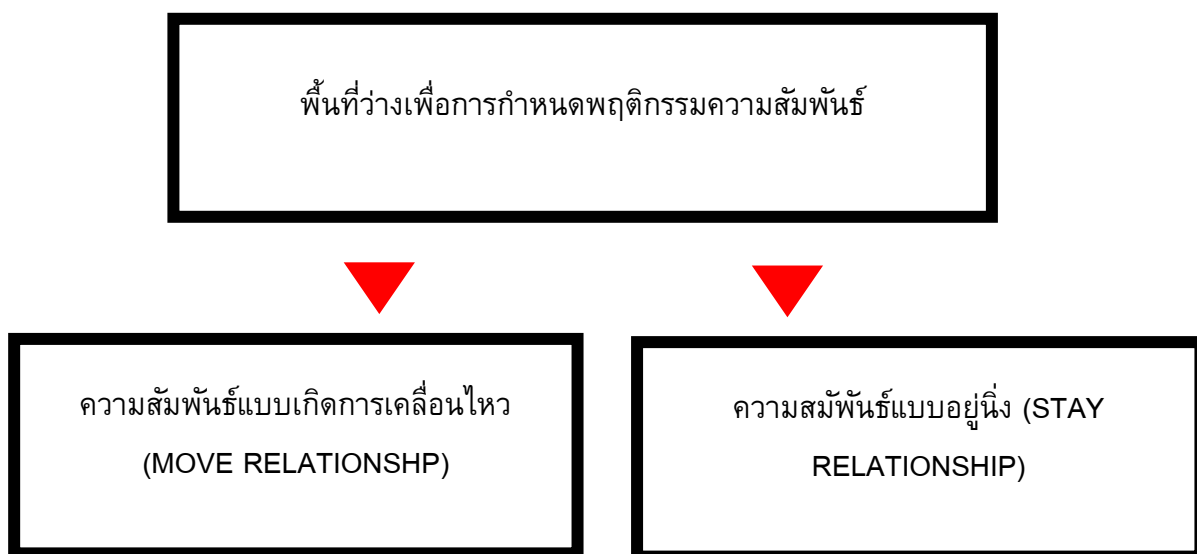 พื้นที่ว่างเพื่อการกำหนดพฤติกรรมความสัมพันธ์
ความสัมพันธ์แบบเกิดการเคลื่อนไหว
(MOVE RELATIONSHP)
ความสมัพันธ์แบบอยู่นิ่ง (STAY
RELATIONSHIP)